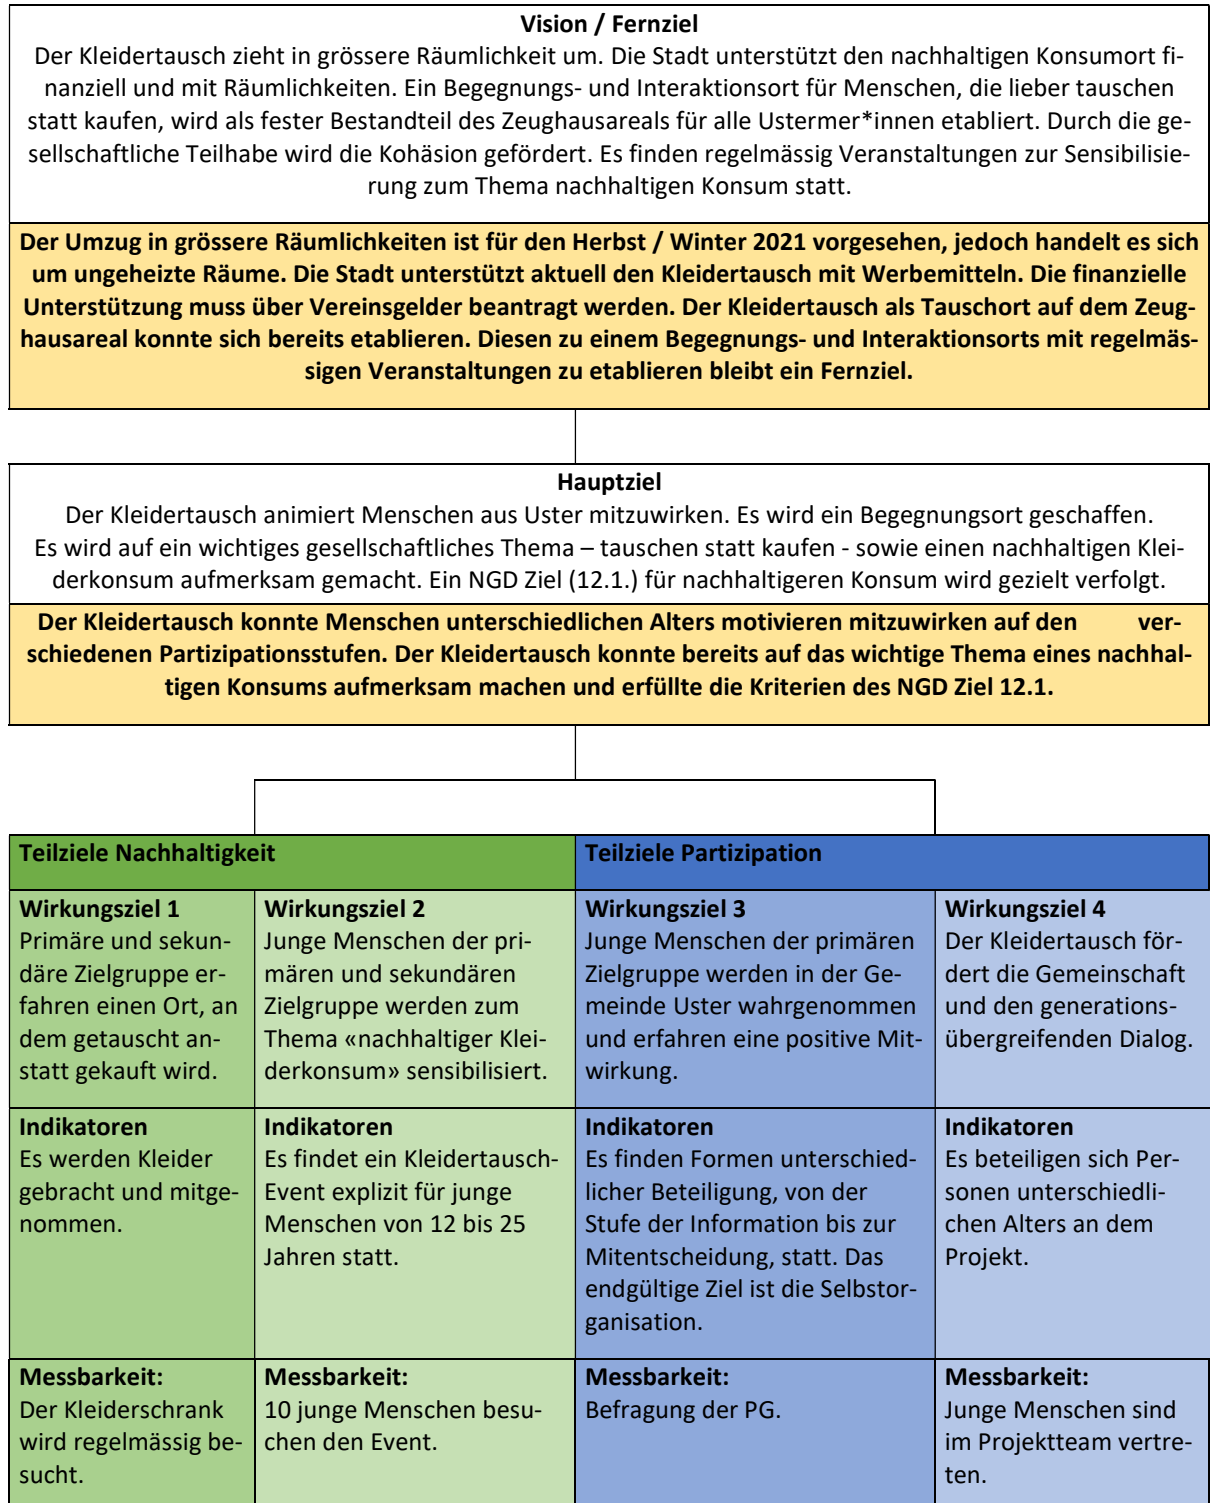 Vision / Fernziel
Der Kleidertausch zieht in grössere Räumlichkeit um. Die Stadt unterstützt den nachhaltigen Konsumort fi-
nanziell und mit Räumlichkeiten. Ein Begegnungs- und Interaktionsort für Menschen, die lieber tauschen
statt kaufen, wird als fester Bestandteil des Zeughausareals für alle Ustermer*innen etabliert. Durch die ge-
sellschaftliche Teilhabe wird die Kohäsion gefördert. Es finden regelmässig Veranstaltungen zur Sensibilisie-
rung zum Thema nachhaltigen Konsum statt.
Der Umzug in grössere Räumlichkeiten ist für den Herbst / Winter 2021 vorgesehen, jedoch handelt es sich
um ungeheizte Räume. Die Stadt unterstützt aktuell den Kleidertausch mit Werbemitteln. Die finanzielle
Unterstützung muss über Vereinsgelder beantragt werden. Der Kleidertausch als Tauschort auf dem Zeug-
hausareal konnte sich bereits etablieren. Diesen zu einem Begegnungs- und Interaktionsorts mit regelmäs-
sigen Veranstaltungen zu etablieren bleibt ein Fernziel.
Hauptziel
Der Kleidertausch animiert Menschen aus Uster mitzuwirken. Es wird ein Begegnungsort geschaffen.
Es wird auf ein wichtiges gesellschaftliches Thema – tauschen statt kaufen - sowie einen nachhaltigen Klei-
derkonsum aufmerksam gemacht. Ein NGD Ziel (12.1.) für nachhaltigeren Konsum wird gezielt verfolgt.
Der Kleidertausch konnte Menschen unterschiedlichen Alters motivieren mitzuwirken auf den ver-
schiedenen Partizipationsstufen. Der Kleidertausch konnte bereits auf das wichtige Thema eines nachhal-
tigen Konsums aufmerksam machen und erfüllte die Kriterien des NGD Ziel 12.1.
Teilziele Nachhaltigkeit
Teilziele Partizipation
Wirkungsziel 1
Primäre und sekun-
däre Zielgruppe er-
fahren einen Ort, an
dem getauscht an-
statt gekauft wird.
Wirkungsziel 2
Junge Menschen der pri-
mären und sekundären
Zielgruppe werden zum
Thema «nachhaltiger Klei-
derkonsum» sensibilisiert.
Wirkungsziel 3
Junge Menschen der primären
Zielgruppe werden in der Ge-
meinde Uster wahrgenommen
und erfahren eine positive Mit-
wirkung.
Wirkungsziel 4
Der Kleidertausch för-
dert die Gemeinschaft
und den generations-
übergreifenden Dialog.
Indikatoren
Es werden Kleider
gebracht und mitge-
nommen.
Indikatoren
Es findet ein Kleidertausch-
Event explizit für junge
Menschen von 12 bis 25
Jahren statt.
Indikatoren
Es finden Formen unterschied-
licher Beteiligung, von der
Stufe der Information bis zur
Mitentscheidung, statt. Das
endgültige Ziel ist die Selbstor-
ganisation.
Indikatoren
Es beteiligen sich Per-
sonen unterschiedli-
chen Alters an dem
Projekt.
Messbarkeit:
Der Kleiderschrank
wird regelmässig be-
sucht.
Messbarkeit:
10 junge Menschen besu-
chen den Event.
Messbarkeit:
Befragung der PG.
Messbarkeit:
Junge Menschen sind
im Projektteam vertre-
ten.